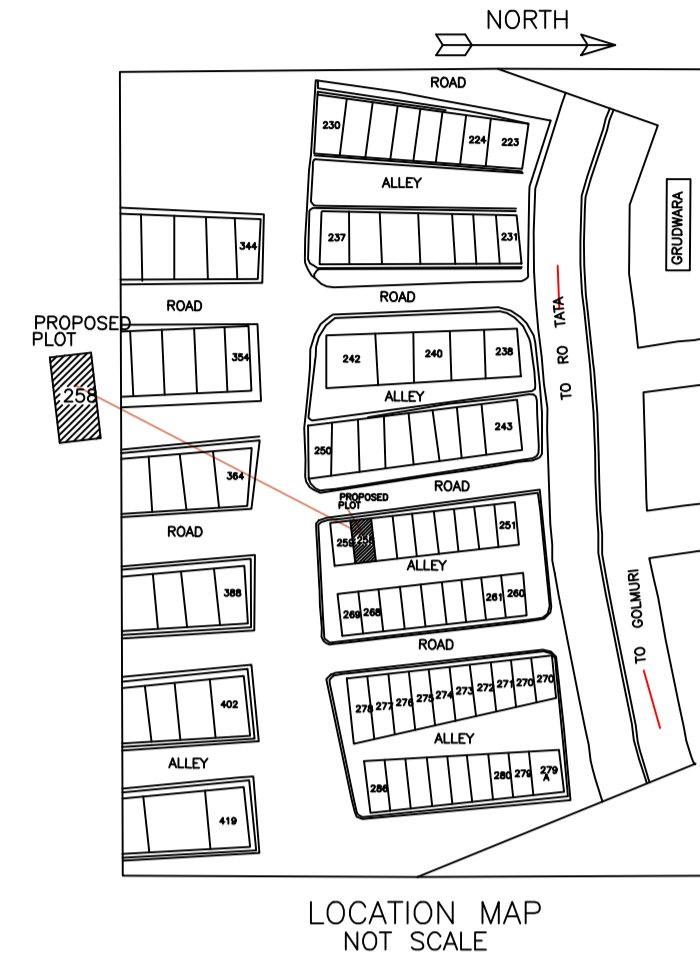 NORTH
ROAD
230
224
223
ALLEY
GRUDWARA
237
231
344
ROAD
ROAD
TO RO TATA
PROPOSED
PLOT
258
354
242
240
238
ALLEY
250
243
364
ROAD
PROPOSED
PLOT
259
258
251
ROAD
ALLEY
388
269
268
261
260
TO GOLMURI
ROAD
278
277
276
275
274
273
272
271
270
270
402
ALLEY
ALLEY
286
280
279
279
A
419
LOCATION MAP
NOT SCALE